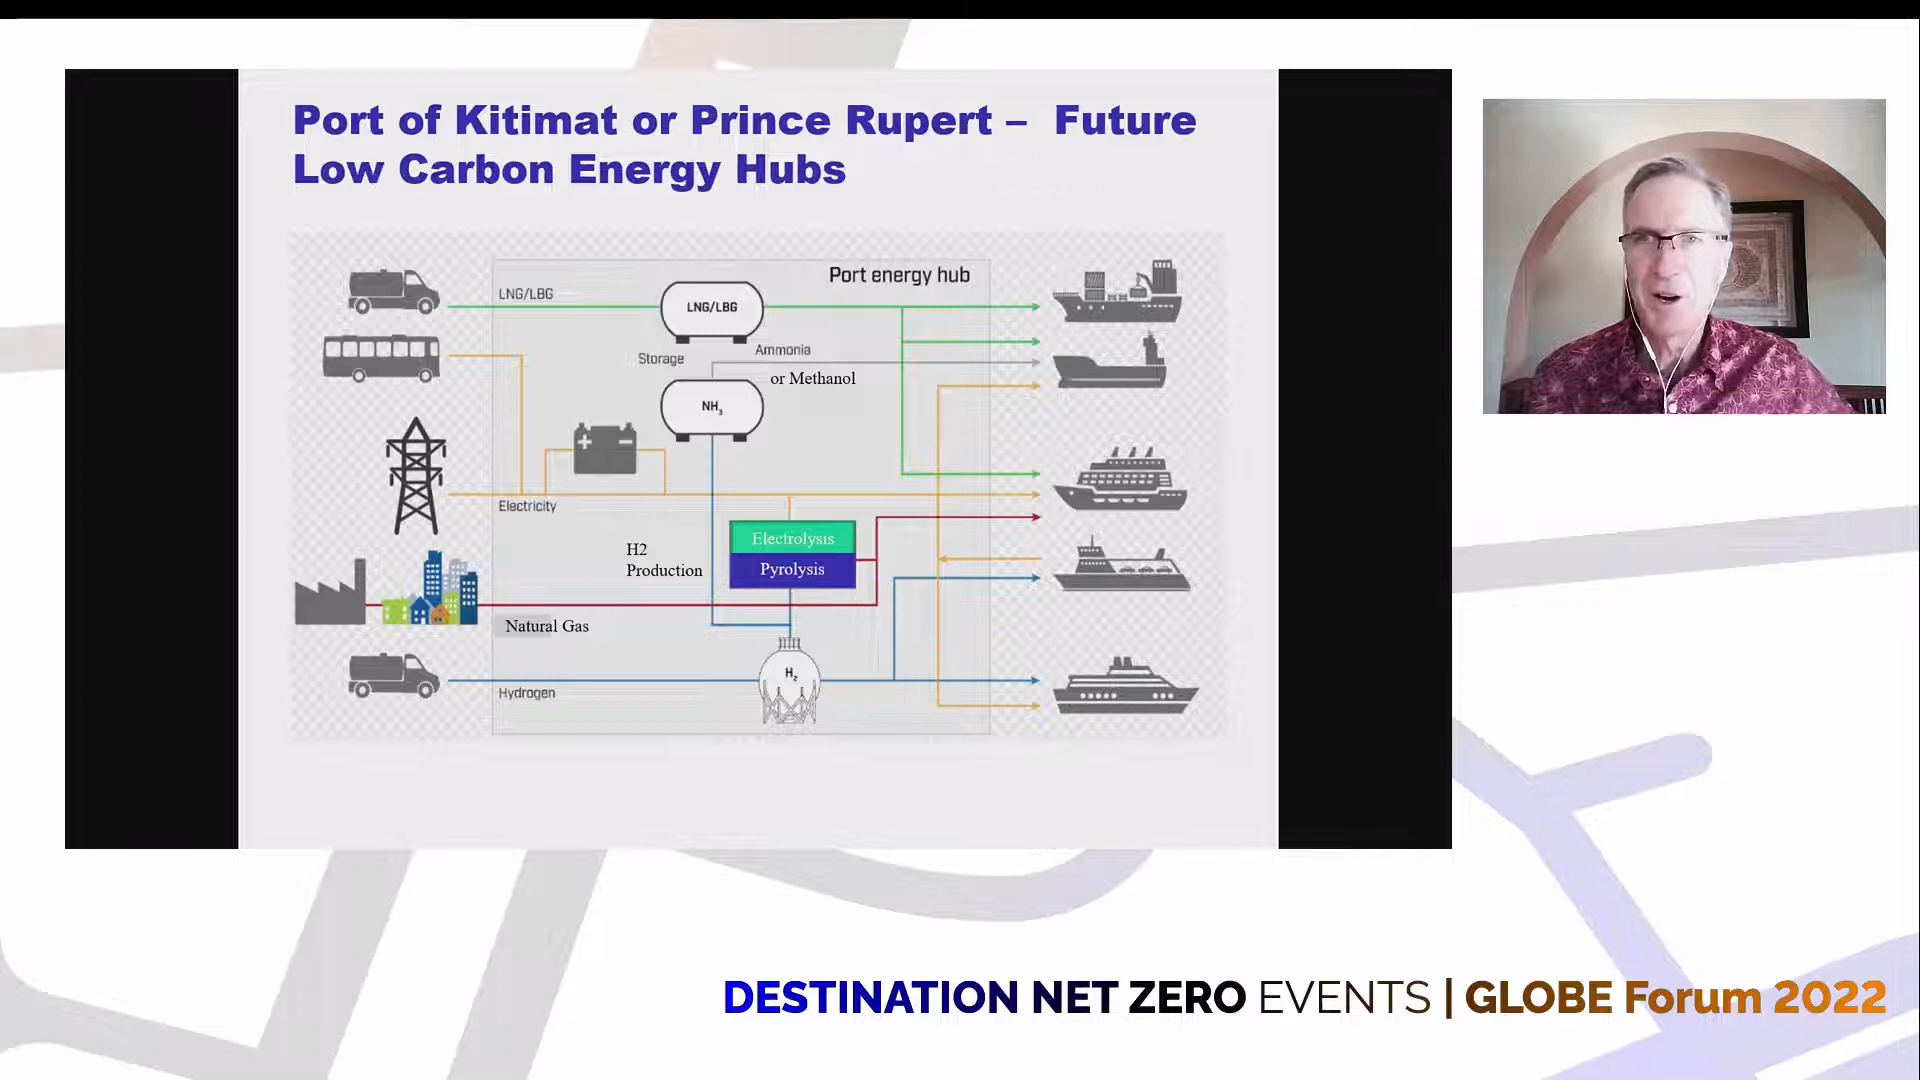 Port of Kitimat or Prince Rupert – Future
Low Carbon Energy Hubs
Port energy hub
LNG/LBG
LNG/LBG
Storage
Ammonia
or Methanol
NH3
+ −
Electricity
Electrolysis
H2
Production
Pyrolysis
Natural Gas
H2
Hydrogen
DESTINATION NET ZERO EVENTS | GLOBE Forum 2022